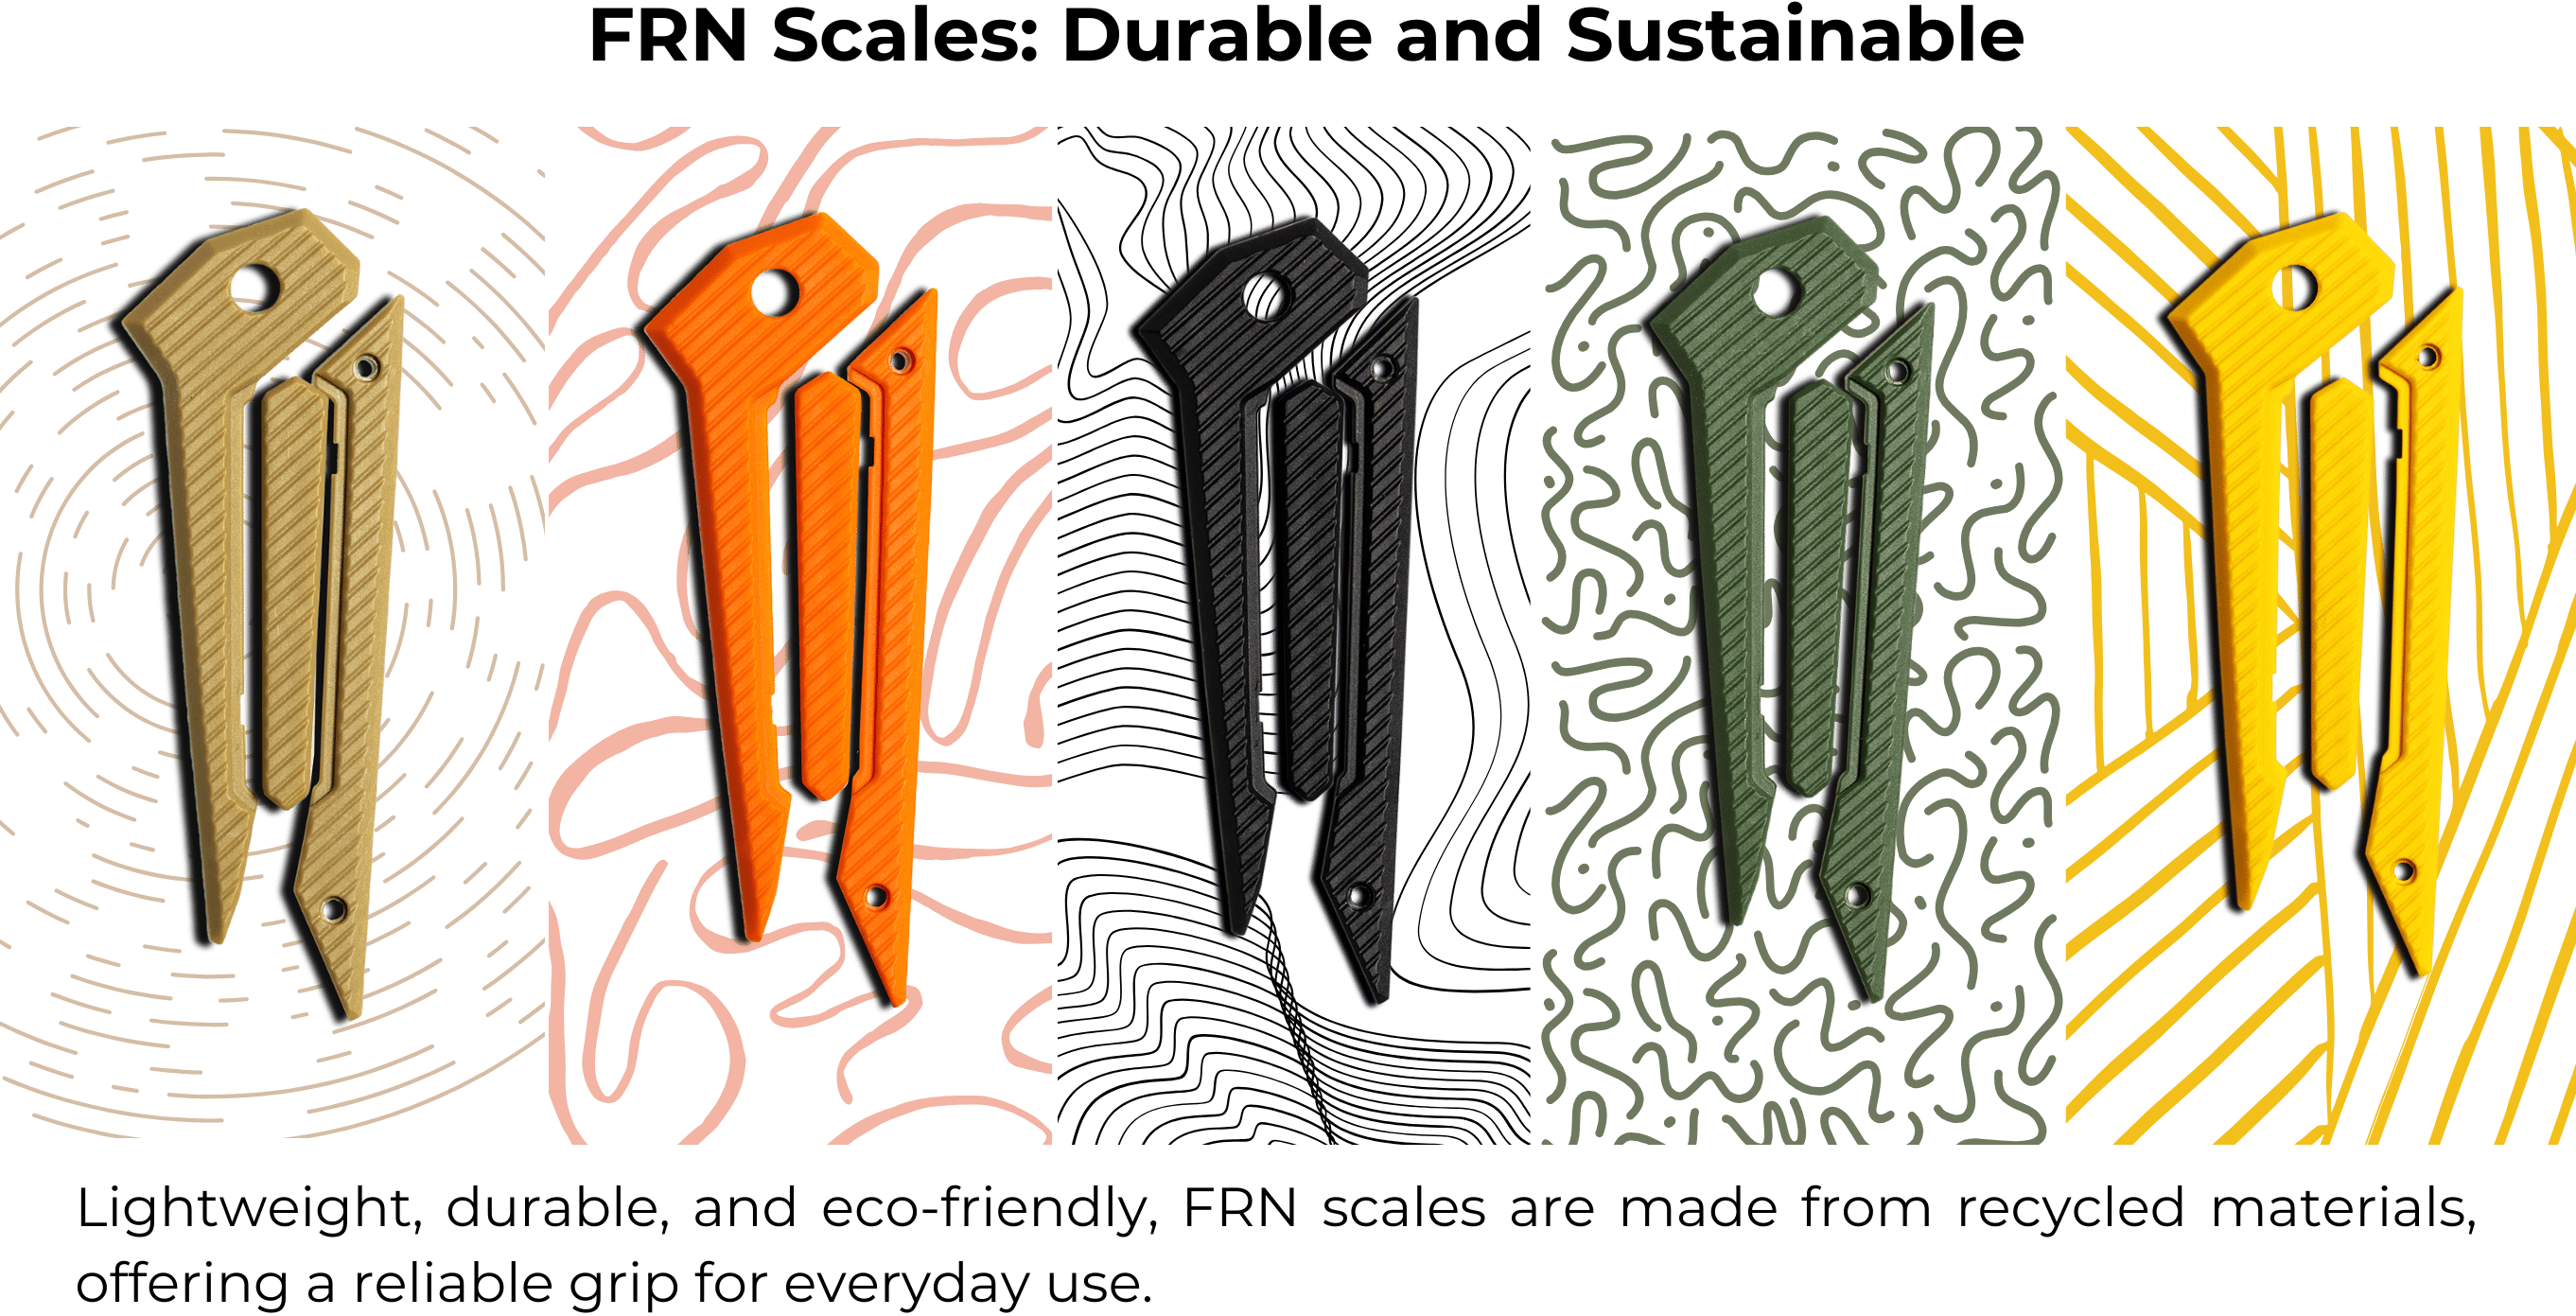 FRN Scales: Durable and Sustainable
Lightweight, durable, and eco-friendly, FRN scales are made from recycled materials,
offering a reliable grip for everyday use.